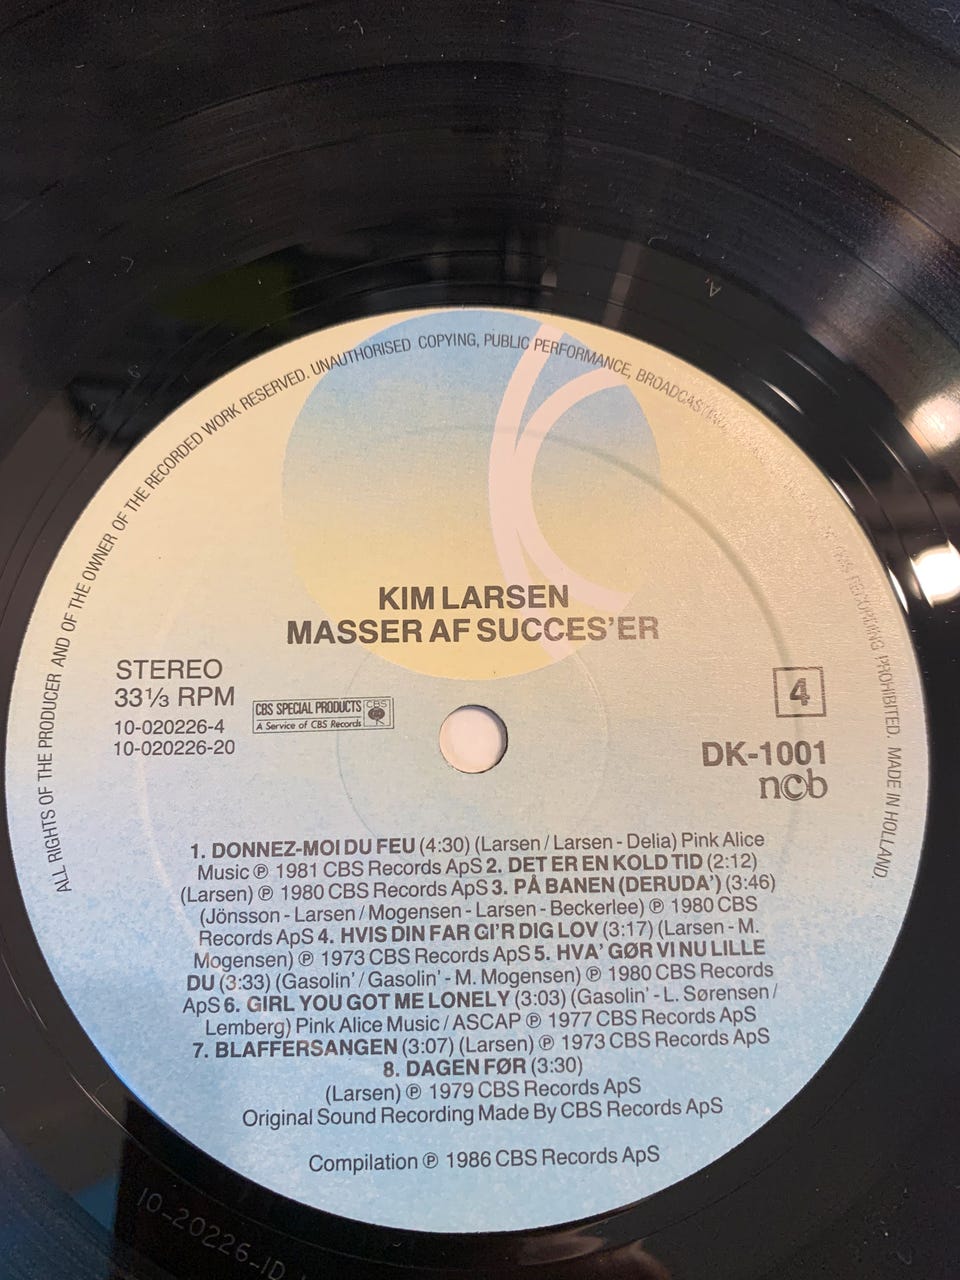 ALL RIGHTS OF THE PRODUCER AND OF THE OWNER OF THE RECORDED WORK RESERVED. UNAUTHORISED COPYING, PUBLIC PERFORMANCE, BROADCASTING RECORDING PROHIBITED. MADE IN HOLLAND
KIM LARSEN
MASSER AF SUCCES'ER
STEREO
33⅓ RPM
10-020226-4
10-020226-20
CBS SPECIAL PRODUCTS CBS
A Service of CBS Records
4
DK-1001
ncb
1. DONNEZ-MOI DU FEU (4:30) (Larsen / Larsen - Delia) Pink Alice
Music ℗ 1981 CBS Records ApS 2. DET ER EN KOLD TID (2:12)
(Larsen) ℗ 1980 CBS Records ApS 3. PÅ BANEN (DERUDA') (3:46)
(Jönsson - Larsen / Mogensen - Larsen - Beckerlee) ℗ 1980 CBS
Records ApS 4. HVIS DIN FAR GI'R DIG LOV (3:17) (Larsen - M.
Mogensen) ℗ 1973 CBS Records ApS 5. HVA' GØR VI NU LILLE
DU (3:33) (Gasolin' / Gasolin' - M. Mogensen) ℗ 1980 CBS Records
ApS 6. GIRL YOU GOT ME LONELY (3:03) (Gasolin' - L. Sørensen /
Lemberg) Pink Alice Music / ASCAP ℗ 1977 CBS Records ApS
7. BLAFFERSANGEN (3:07) (Larsen) ℗ 1973 CBS Records ApS
8. DAGEN FØR (3:30)
(Larsen) ℗ 1979 CBS Records ApS
Original Sound Recording Made By CBS Records ApS
Compilation ℗ 1986 CBS Records ApS
10-20226-1D